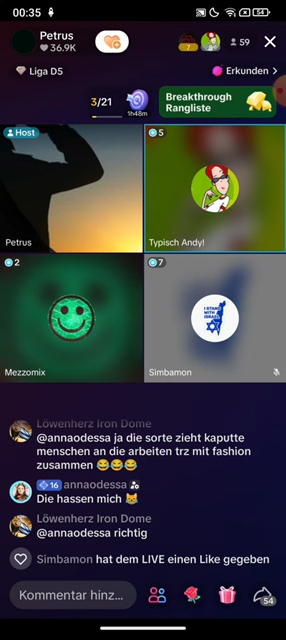 00:35
54
Petrus
36.9K
7
59
Liga D5
Erkunden >
3/21
1h48m
Breakthrough
Rangliste
Host
5
Petrus
Typisch Andy!
2
7
I STAND
WITH
ISRAEL
Mezzomix
Simbamon
Löwenherz Iron Dome
@annaodessa ja die sorte zieht kaputte
menschen an die arbeiten trz mit fashion
zusammen 😂😂😂
16 annaodessa
Die hassen mich 😿
Löwenherz Iron Dome
@annaodessa richtig
Simbamon hat dem LIVE einen Like gegeben
Kommentar hinz...
54